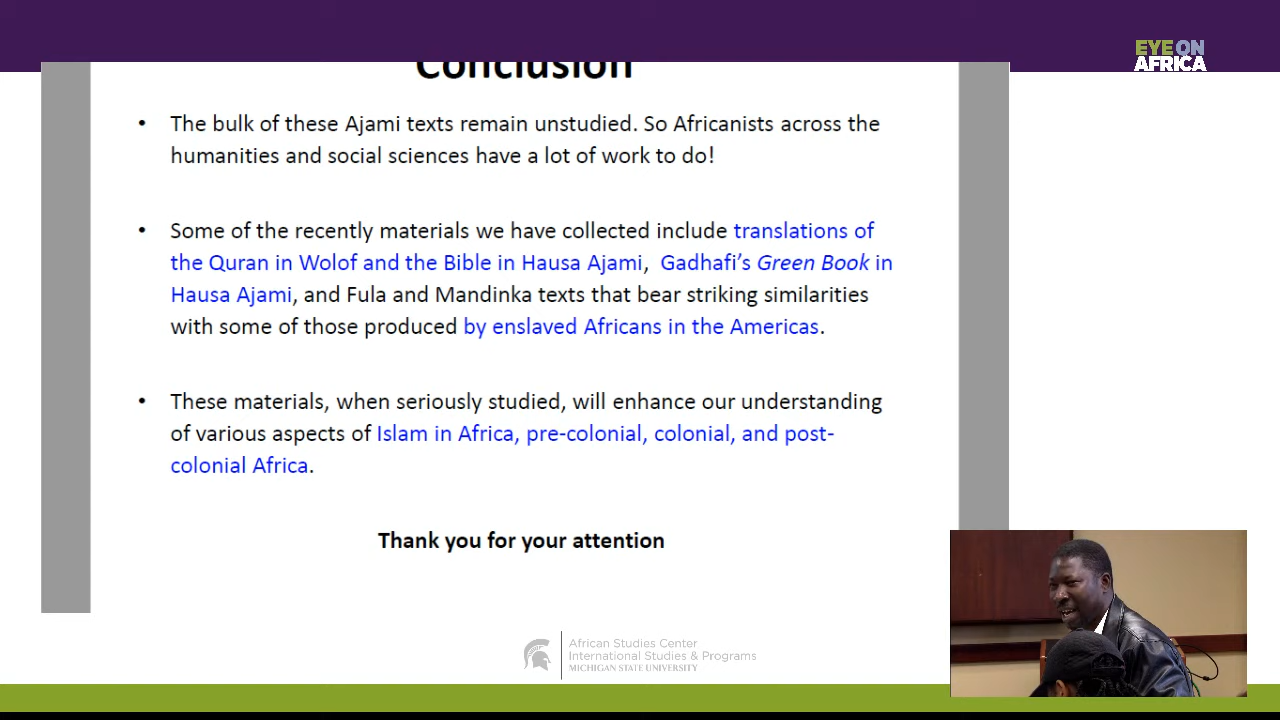 EYE ON
AFRICA
Conclusion
• The bulk of these Ajami texts remain unstudied. So Africanists across the
humanities and social sciences have a lot of work to do!
• Some of the recently materials we have collected include translations of
the Quran in Wolof and the Bible in Hausa Ajami, Gadhafi’s Green Book in
Hausa Ajami, and Fula and Mandinka texts that bear striking similarities
with some of those produced by enslaved Africans in the Americas.
• These materials, when seriously studied, will enhance our understanding
of various aspects of Islam in Africa, pre-colonial, colonial, and post-
colonial Africa.
Thank you for your attention
African Studies Center
International Studies & Programs
MICHIGAN STATE UNIVERSITY